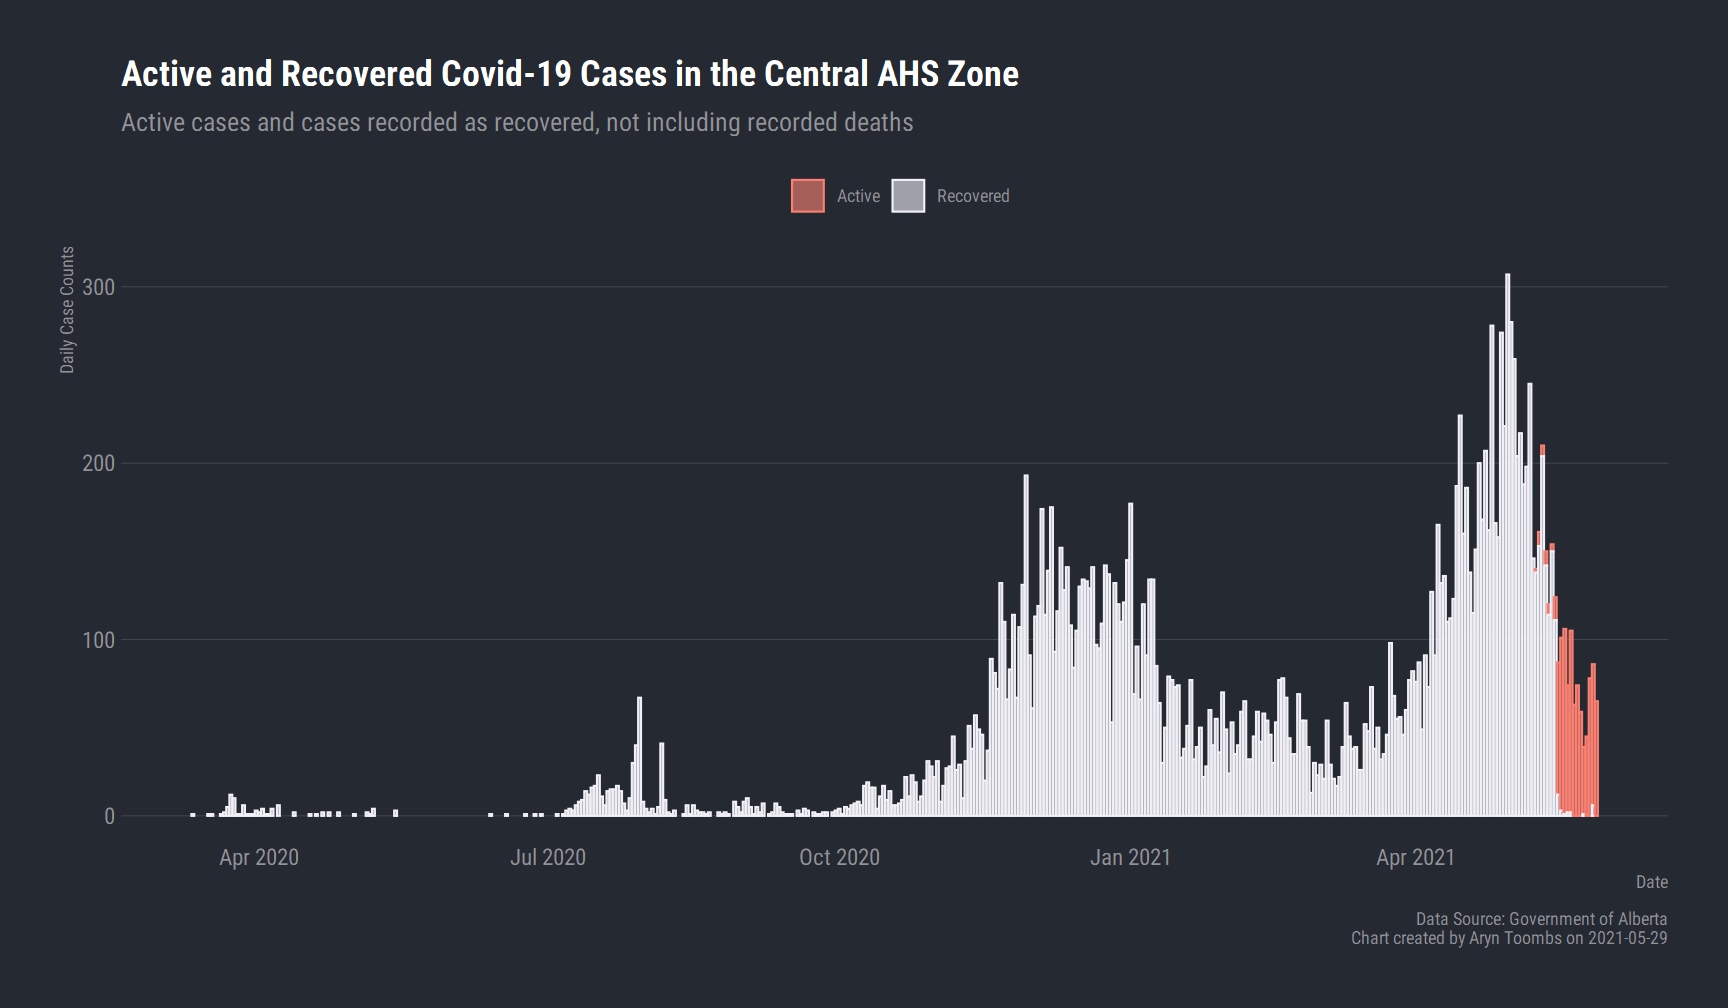 Active and Recovered Covid-19 Cases in the Central AHS Zone
Active cases and cases recorded as recovered, not including recorded deaths
Active
Recovered
Daily Case Counts
300
200
100
0
Apr 2020
Jul 2020
Oct 2020
Jan 2021
Apr 2021
Date
Data Source: Government of Alberta
Chart created by Aryn Toombs on 2021-05-29